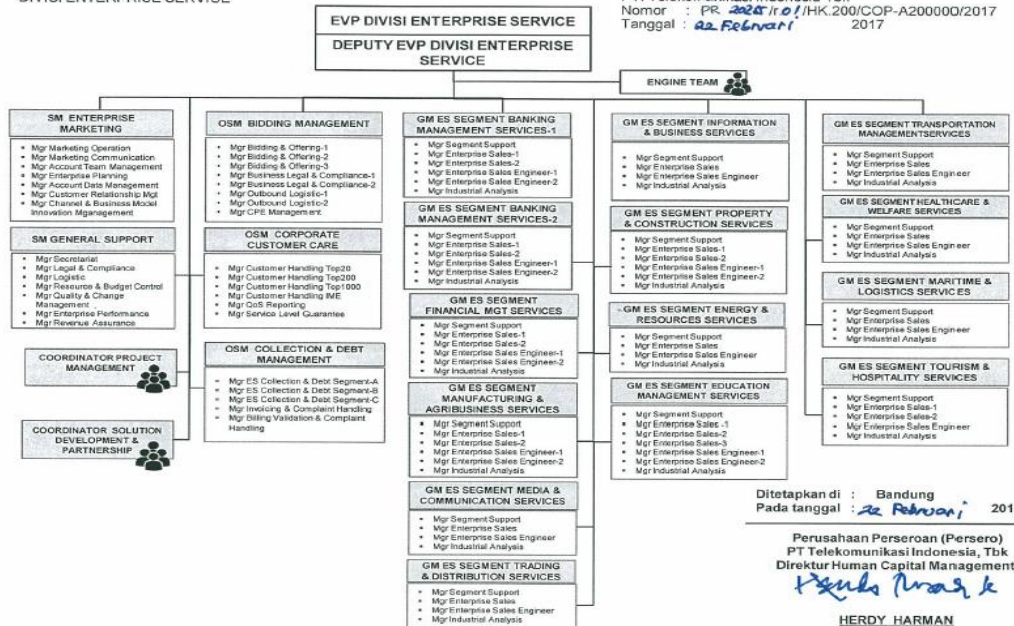 DIVISI ENTERPRISE SERVICE
PT Telekomunikasi Indonesia Tbk
Nomor : PR /HK.200/COP-A200000/2017
Tanggal : 22 Februari 2017
EVP DIVISI ENTERPRISE SERVICE
DEPUTY EVP DIVISI ENTERPRISE
SERVICE
ENGINE TEAM
SM ENTERPRISE
MARKETING
• Mgr Marketing Operation
• Mgr Marketing Communication
• Mgr Account Team Management
• Mgr Enterprise Planning
• Mgr Account Data Management
• Mgr Customer Relationship Mgt
• Mgr Channel & Business Model
Innovation Mganagement
SM GENERAL SUPPORT
• Mgr Secretariat
• Mgr Legal & Compliance
• Mgr Logistic
• Mgr Resource & Budget Control
• Mgr Quality & Change
Management
• Mgr Enterprise Performance
• Mgr Revenue Assurance
COORDINATOR PROJECT
MANAGEMENT
COORDINATOR SOLUTION
DEVELOPMENT &
PARTNERSHIP
OSM BIDDING MANAGEMENT
• Mgr Bidding & Offering-1
• Mgr Bidding & Offering-2
• Mgr Bidding & Offering-3
• Mgr Business Legal & Compliance-1
• Mgr Business Legal & Compliance-2
• Mgr Outbound Logistic-1
• Mgr Outbound Logistic-2
• Mgr CPE Management
OSM CORPORATE
CUSTOMER CARE
• Mgr Customer Handling Top20
• Mgr Customer Handling Top200
• Mgr Customer Handling Top1000
• Mgr Customer Handling IME
• Mgr QoS Reporting
• Mgr Service Level Guarantee
OSM COLLECTION & DEBT
MANAGEMENT
• Mgr ES Collection & Debt Segment-A
• Mgr ES Collection & Debt Segment-B
• Mgr ES Collection & Debt Segment-C
• Mgr Invoicing & Complaint Handling
• Mgr Billing Validation & Complaint
Handling
GM ES SEGMENT BANKING
MANAGEMENT SERVICES-1
• Mgr Segment Support
• Mgr Enterprise Sales-1
• Mgr Enterprise Sales-2
• Mgr Enterprise Sales Engineer-1
• Mgr Enterprise Sales Engineer-2
• Mgr Industrial Analysis
GM ES SEGMENT BANKING
MANAGEMENT SERVICES-2
• Mgr Segment Support
• Mgr Enterprise Sales-1
• Mgr Enterprise Sales-2
• Mgr Enterprise Sales Engineer-1
• Mgr Enterprise Sales Engineer-2
• Mgr Industrial Analysis
GM ES SEGMENT
FINANCIAL MGT SERVICES
• Mgr Segment Support
• Mgr Enterprise Sales-1
• Mgr Enterprise Sales-2
• Mgr Enterprise Sales Engineer-1
• Mgr Enterprise Sales Engineer-2
• Mgr Industrial Analysis
GM ES SEGMENT
MANUFACTURING &
AGRIBUSINESS SERVICES
• Mgr Segment Support
• Mgr Enterprise Sales-1
• Mgr Enterprise Sales-2
• Mgr Enterprise Sales Engineer-1
• Mgr Enterprise Sales Engineer-2
• Mgr Industrial Analysis
GM ES SEGMENT MEDIA &
COMMUNICATION SERVICES
• Mgr Segment Support
• Mgr Enterprise Sales
• Mgr Enterprise Sales Engineer
• Mgr Industrial Analysis
GM ES SEGMENT TRADING
& DISTRIBUTION SERVICES
• Mgr Segment Support
• Mgr Enterprise Sales
• Mgr Enterprise Sales Engineer
• Mgr Industrial Analysis
GM ES SEGMENT INFORMATION
& BUSINESS SERVICES
• Mgr Segment Support
• Mgr Enterprise Sales
• Mgr Enterprise Sales Engineer
• Mgr Industrial Analysis
GM ES SEGMENT PROPERTY
& CONSTRUCTION SERVICES
• Mgr Segment Support
• Mgr Enterprise Sales-1
• Mgr Enterprise Sales-2
• Mgr Enterprise Sales Engineer-1
• Mgr Enterprise Sales Engineer-2
• Mgr Industrial Analysis
GM ES SEGMENT ENERGY &
RESOURCES SERVICES
• Mgr Segment Support
• Mgr Enterprise Sales
• Mgr Enterprise Sales Engineer
• Mgr Industrial Analysis
GM ES SEGMENT EDUCATION
MANAGEMENT SERVICES
• Mgr Segment Support
• Mgr Enterprise Sales -1
• Mgr Enterprise Sales-2
• Mgr Enterprise Sales-3
• Mgr Enterprise Sales Engineer-1
• Mgr Enterprise Sales Engineer-2
• Mgr Industrial Analysis
GM ES SEGMENT TRANSPORTATION
MANAGEMENTSERVICES
• Mgr Segment Support
• Mgr Enterprise Sales
• Mgr Enterprise Sales Engineer
• Mgr Industrial Analysis
GM ES SEGMENT HEALTHCARE &
WELFARE SERVICES
• Mgr Segment Support
• Mgr Enterprise Sales
• Mgr Enterprise Sales Engineer
• Mgr Industrial Analysis
GM ES SEGMENT MARITIME &
LOGISTICS SERVICES
• Mgr Segment Support
• Mgr Enterprise Sales
• Mgr Enterprise Sales Engineer
• Mgr Industrial Analysis
GM ES SEGMENT TOURISM &
HOSPITALITY SERVICES
• Mgr Segment Support
• Mgr Enterprise Sales-1
• Mgr Enterprise Sales-2
• Mgr Enterprise Sales Engineer
• Mgr Industrial Analysis
Ditetapkan di : Bandung
Pada tanggal : 22 Februari 201
Perusahaan Perseroan (Persero)
PT Telekomunikasi Indonesia, Tbk
Direktur Human Capital Management
HERDY HARMAN